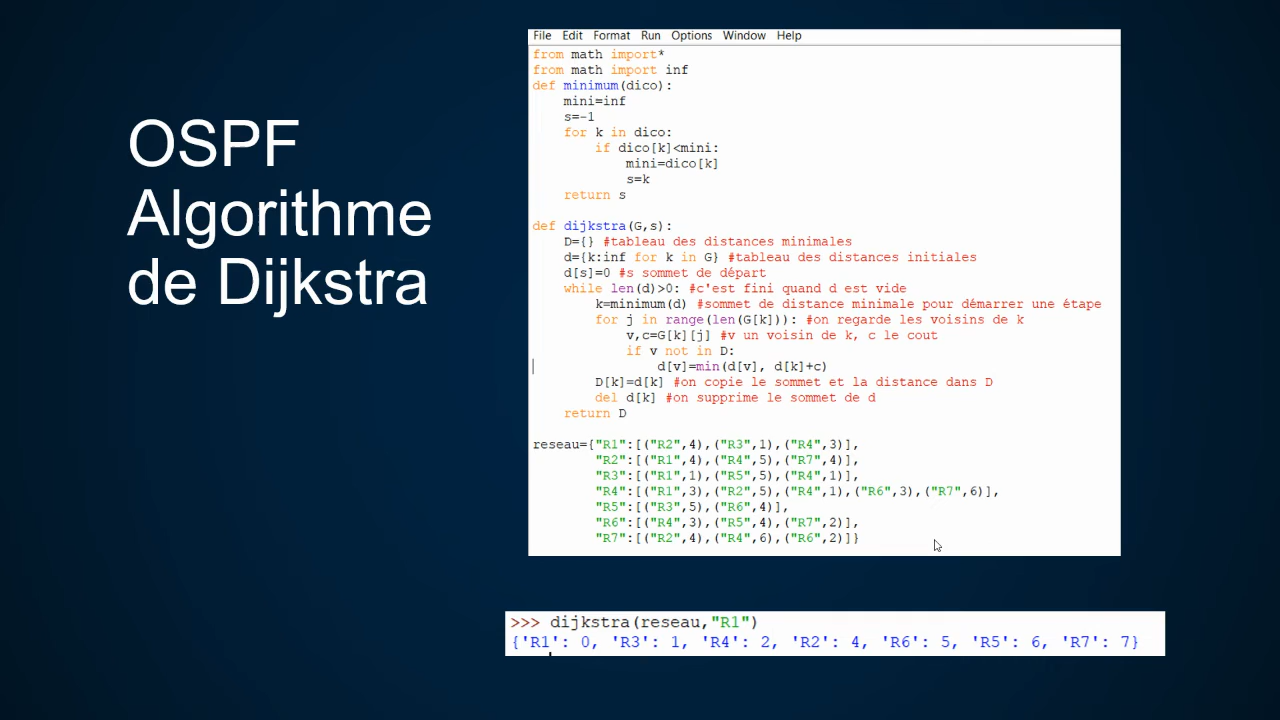 OSPF
Algorithme
de Dijkstra
File Edit Format Run Options Window Help
from math import*
from math import inf
def minimum(dico):
    mini=inf
    s=-1
    for k in dico:
        if dico[k]<mini:
            mini=dico[k]
            s=k
    return s
def dijkstra(G,s):
    D={} #tableau des distances minimales
    d={k:inf for k in G} #tableau des distances initiales
    d[s]=0 #s sommet de départ
    while len(d)>0: #c'est fini quand d est vide
        k=minimum(d) #sommet de distance minimale pour démarrer une étape
        for j in range(len(G[k])): #on regarde les voisins de k
            v,c=G[k][j] #v un voisin de k, c le cout
            if v not in D:
                d[v]=min(d[v], d[k]+c)
        D[k]=d[k] #on copie le sommet et la distance dans D
        del d[k] #on supprime le sommet de d
    return D
reseau={"R1":[("R2",4),("R3",1),("R4",3)],
        "R2":[("R1",4),("R4",5),("R7",4)],
        "R3":[("R1",1),("R5",5),("R4",1)],
        "R4":[("R1",3),("R2",5),("R4",1),("R6",3),("R7",6)],
        "R5":[("R3",5),("R6",4)],
        "R6":[("R4",3),("R5",4),("R7",2)],
        "R7":[("R2",4),("R4",6),("R6",2)]}
>>> dijkstra(reseau,"R1")
{'R1': 0, 'R3': 1, 'R4': 2, 'R2': 4, 'R6': 5, 'R5': 6, 'R7': 7}